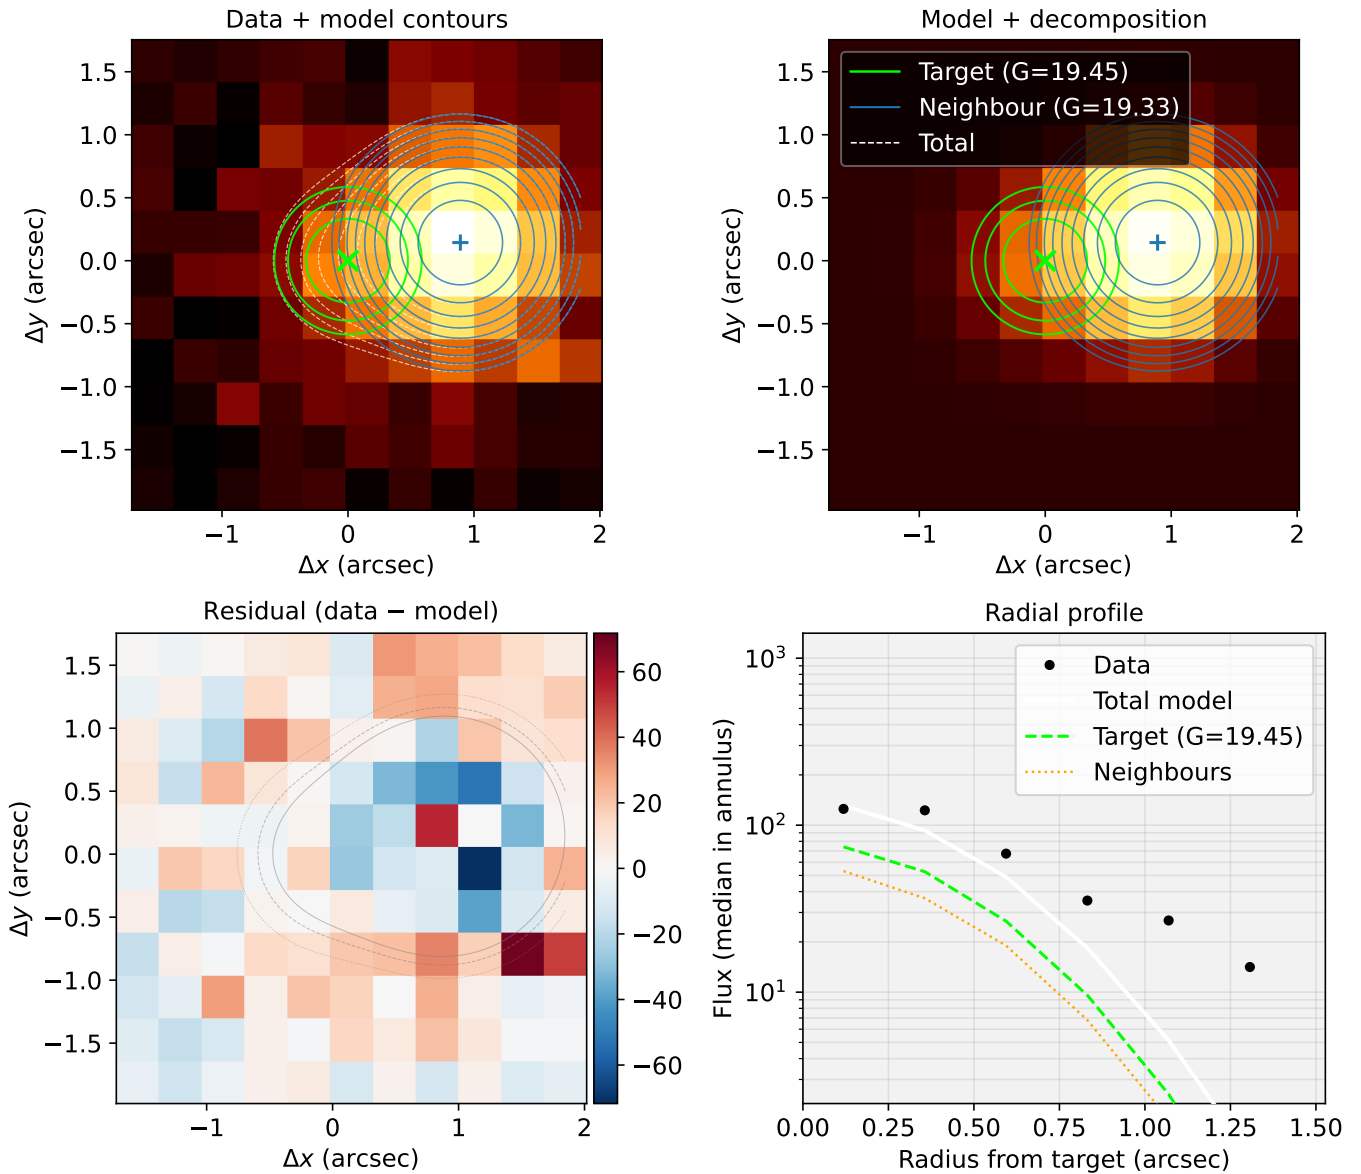 Data + model contours
1.5
1.0
0.5
0.0
−0.5
−1.0
−1.5
Δy (arcsec)
−1
0
1
2
Δx (arcsec)
Model + decomposition
Target (G=19.45)
Neighbour (G=19.33)
Total
1.5
1.0
0.5
0.0
−0.5
−1.0
−1.5
Δy (arcsec)
−1
0
1
2
Δx (arcsec)
Residual (data − model)
1.5
1.0
0.5
0.0
−0.5
−1.0
−1.5
Δy (arcsec)
−1
0
1
2
Δx (arcsec)
60
40
20
0
−20
−40
−60
Radial profile
Data
Total model
Target (G=19.45)
Neighbours
10³
10²
10¹
Flux (median in annulus)
0.00
0.25
0.50
0.75
1.00
1.25
1.50
Radius from target (arcsec)